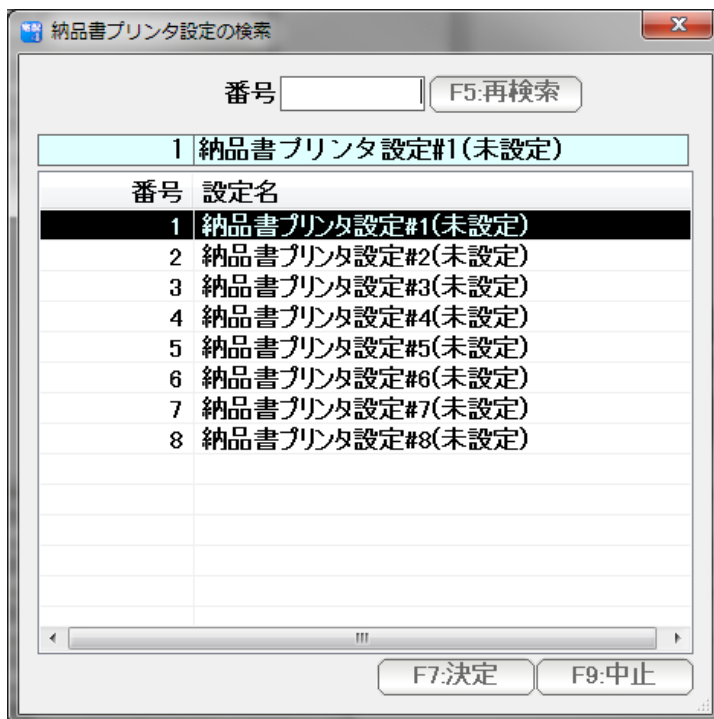 納品書プリンタ設定の検索
番号 F5:再検索
1 納品書プリンタ設定#1(未設定)
番号 設定名
1 納品書プリンタ設定#1(未設定)
2 納品書プリンタ設定#2(未設定)
3 納品書プリンタ設定#3(未設定)
4 納品書プリンタ設定#4(未設定)
5 納品書プリンタ設定#5(未設定)
6 納品書プリンタ設定#6(未設定)
7 納品書プリンタ設定#7(未設定)
8 納品書プリンタ設定#8(未設定)
F7:決定 F9:中止